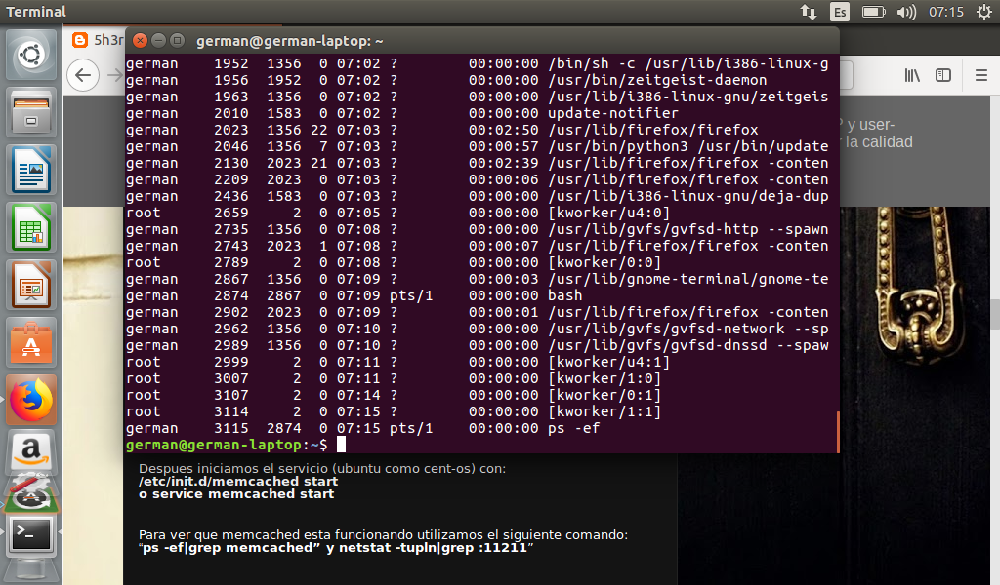 Terminal
Es
07:15
5h3r
german@german-laptop: ~
german 1952 1356 0 07:02 ? 00:00:00 /bin/sh -c /usr/lib/i386-linux-g
german 1956 1952 0 07:02 ? 00:00:00 /usr/bin/zeitgeist-daemon
german 1963 1356 0 07:02 ? 00:00:00 /usr/lib/i386-linux-gnu/zeitgeis
german 2010 1583 0 07:02 ? 00:00:00 update-notifier
german 2023 1356 22 07:03 ? 00:02:50 /usr/lib/firefox/firefox
german 2046 1356 7 07:03 ? 00:00:57 /usr/bin/python3 /usr/bin/update
german 2130 2023 21 07:03 ? 00:02:39 /usr/lib/firefox/firefox -conten
german 2209 2023 0 07:03 ? 00:00:06 /usr/lib/firefox/firefox -conten
german 2436 1583 0 07:03 ? 00:00:00 /usr/lib/i386-linux-gnu/deja-dup
root 2659 2 0 07:05 ? 00:00:00 [kworker/u4:0]
german 2735 1356 0 07:08 ? 00:00:00 /usr/lib/gvfs/gvfsd-http --spawn
german 2743 2023 1 07:08 ? 00:00:07 /usr/lib/firefox/firefox -conten
root 2789 2 0 07:08 ? 00:00:00 [kworker/0:0]
german 2867 1356 0 07:09 ? 00:00:03 /usr/lib/gnome-terminal/gnome-te
german 2874 2867 0 07:09 pts/1 00:00:00 bash
german 2902 2023 0 07:09 ? 00:00:01 /usr/lib/firefox/firefox -conten
german 2962 1356 0 07:10 ? 00:00:00 /usr/lib/gvfs/gvfsd-network --sp
german 2989 1356 0 07:10 ? 00:00:00 /usr/lib/gvfs/gvfsd-dnssd --spaw
root 2999 2 0 07:11 ? 00:00:00 [kworker/u4:1]
root 3007 2 0 07:11 ? 00:00:00 [kworker/1:0]
root 3107 2 0 07:14 ? 00:00:00 [kworker/0:1]
root 3114 2 0 07:15 ? 00:00:00 [kworker/1:1]
german 3115 2874 0 07:15 pts/1 00:00:00 ps -ef
german@german-laptop:~$
y user-
la calidad
Despues iniciamos el servicio (ubuntu como cent-os) con:
/etc/init.d/memcached start
o service memcached start
Para ver que memcached esta funcionando utilizamos el siguiente comando:
“ps -ef|grep memcached” y netstat -tupln|grep :11211”